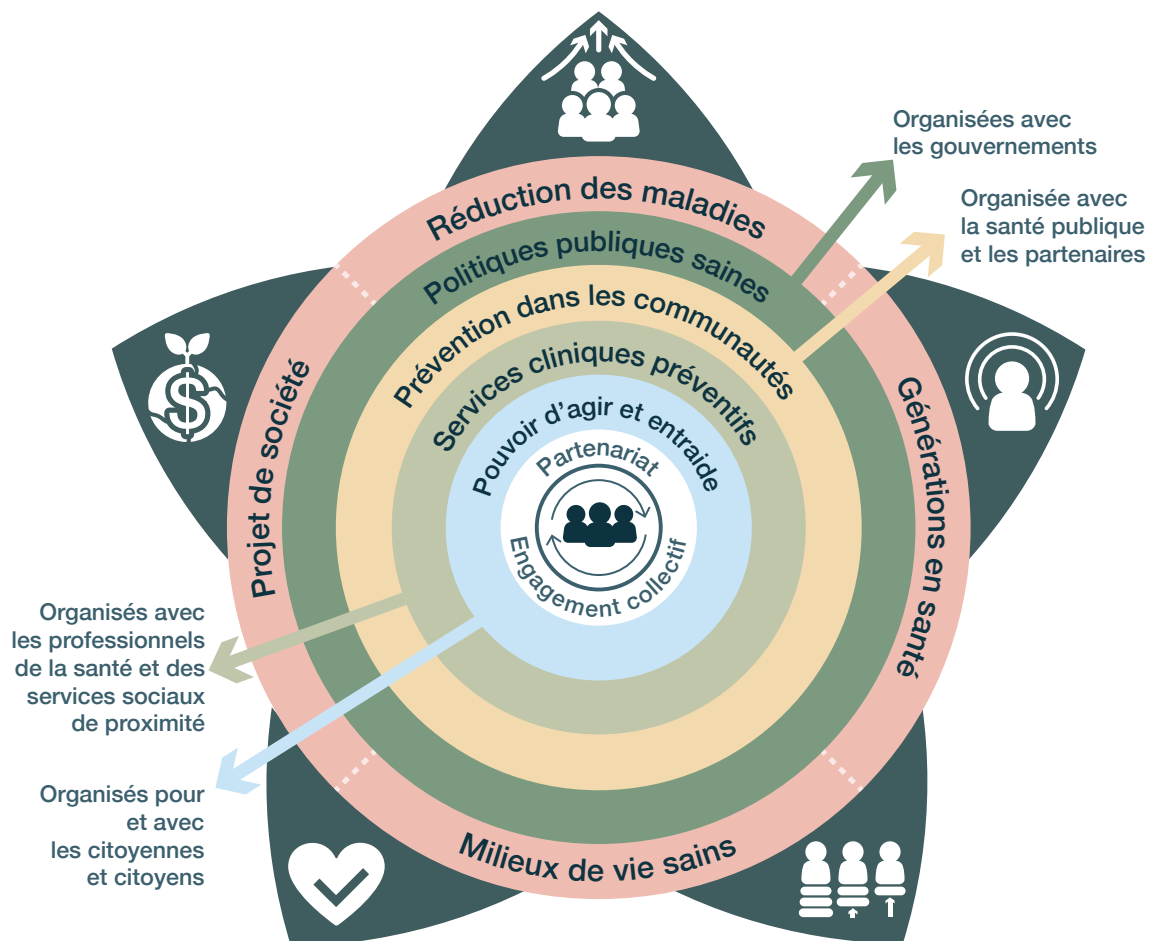 Organisées avec
les gouvernements
Organisée avec
la santé publique
et les partenaires
Réduction des maladies
Politiques publiques saines
Prévention dans les communautés
Services cliniques préventifs
Pouvoir d'agir et entraide
Partenariat
Engagement collectif
Projet de société
Générations en santé
Milieux de vie sains
Organisés avec
les professionnels
de la santé et des
services sociaux
de proximité
Organisés pour
et avec
les citoyennes
et citoyens
$